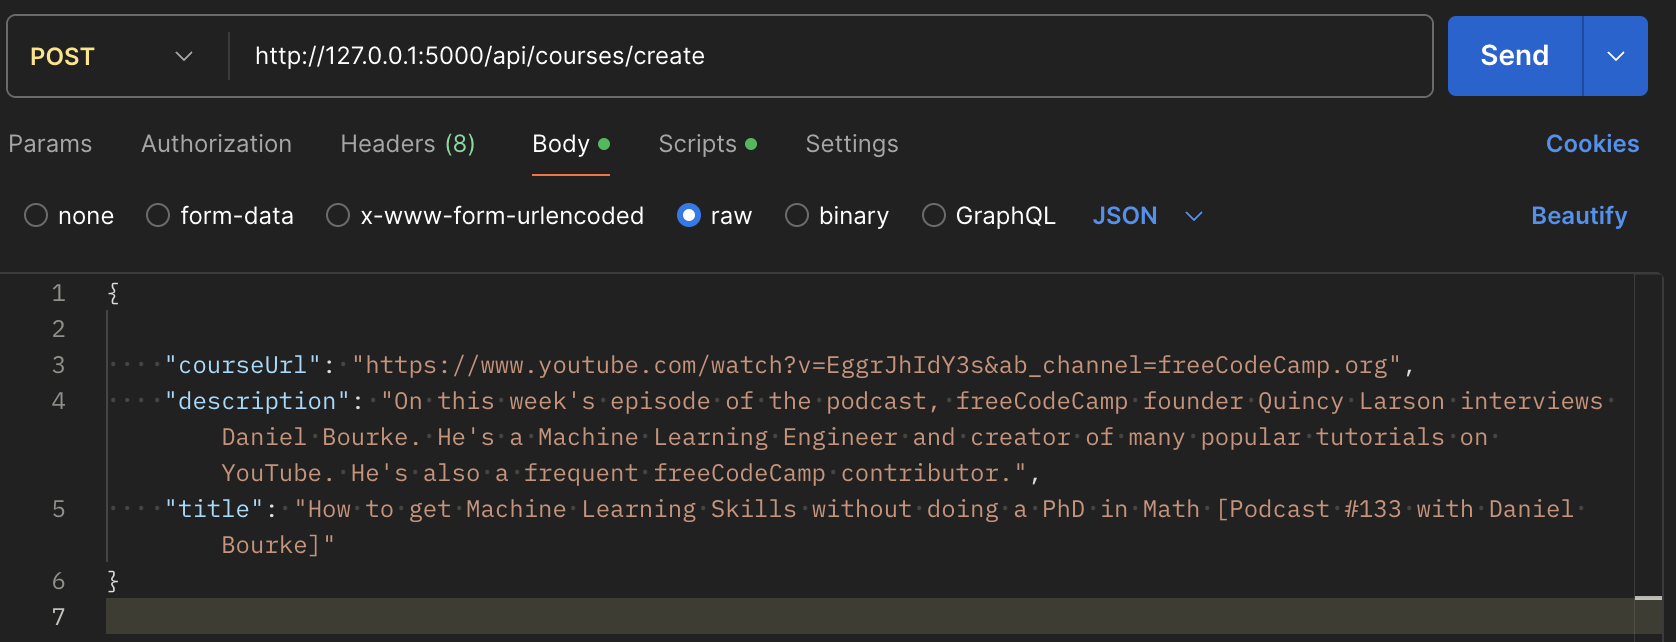 POST http://127.0.0.1:5000/api/courses/create Send
Params Authorization Headers (8) Body Scripts Settings Cookies
none form-data x-www-form-urlencoded raw binary GraphQL JSON Beautify
1 {
2
3 "courseUrl": "https://www.youtube.com/watch?v=EggrJhIdY3s&ab_channel=freeCodeCamp.org",
4 "description": "On this week's episode of the podcast, freeCodeCamp founder Quincy Larson interviews
Daniel Bourke. He's a Machine Learning Engineer and creator of many popular tutorials on
YouTube. He's also a frequent freeCodeCamp contributor.",
5 "title": "How to get Machine Learning Skills without doing a PhD in Math [Podcast #133 with Daniel
Bourke]"
6 }
7